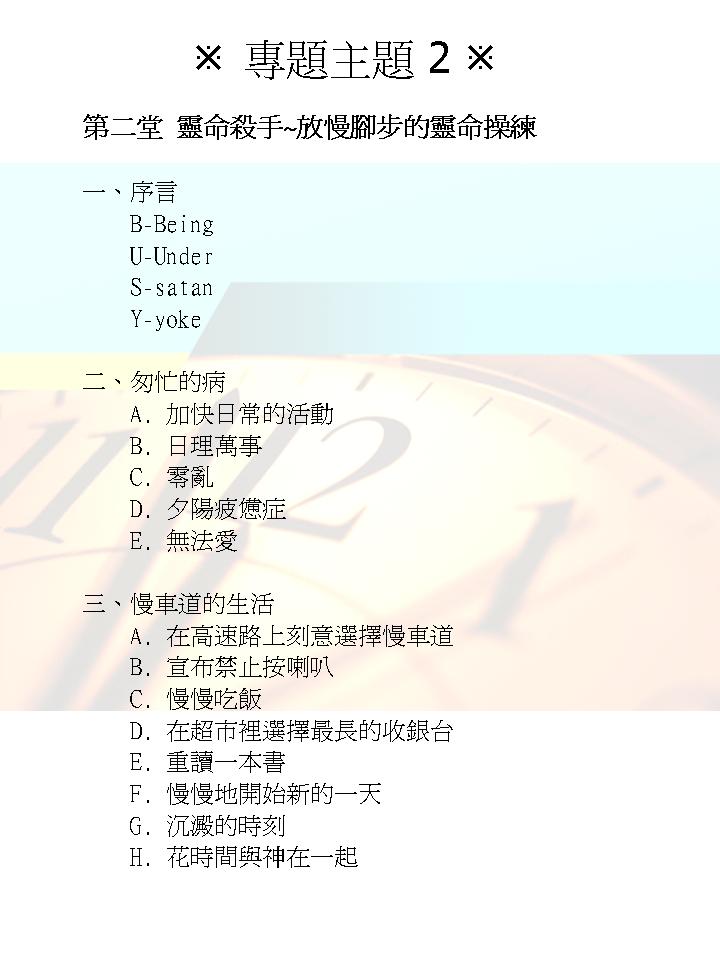 ※ 專題主題 2 ※
第二堂 靈命殺手~放慢腳步的靈命操練
一、序言
B-Being
U-Under
S-satan
Y-yoke
二、匆忙的病
A. 加快日常的活動
B. 日理萬事
C. 零亂
D. 夕陽疲憊症
E. 無法愛
三、慢車道的生活
A. 在高速路上刻意選擇慢車道
B. 宣布禁止按喇叭
C. 慢慢吃飯
D. 在超市裡選擇最長的收銀台
E. 重讀一本書
F. 慢慢地開始新的一天
G. 沉澱的時刻
H. 花時間與神在一起
11 12 1